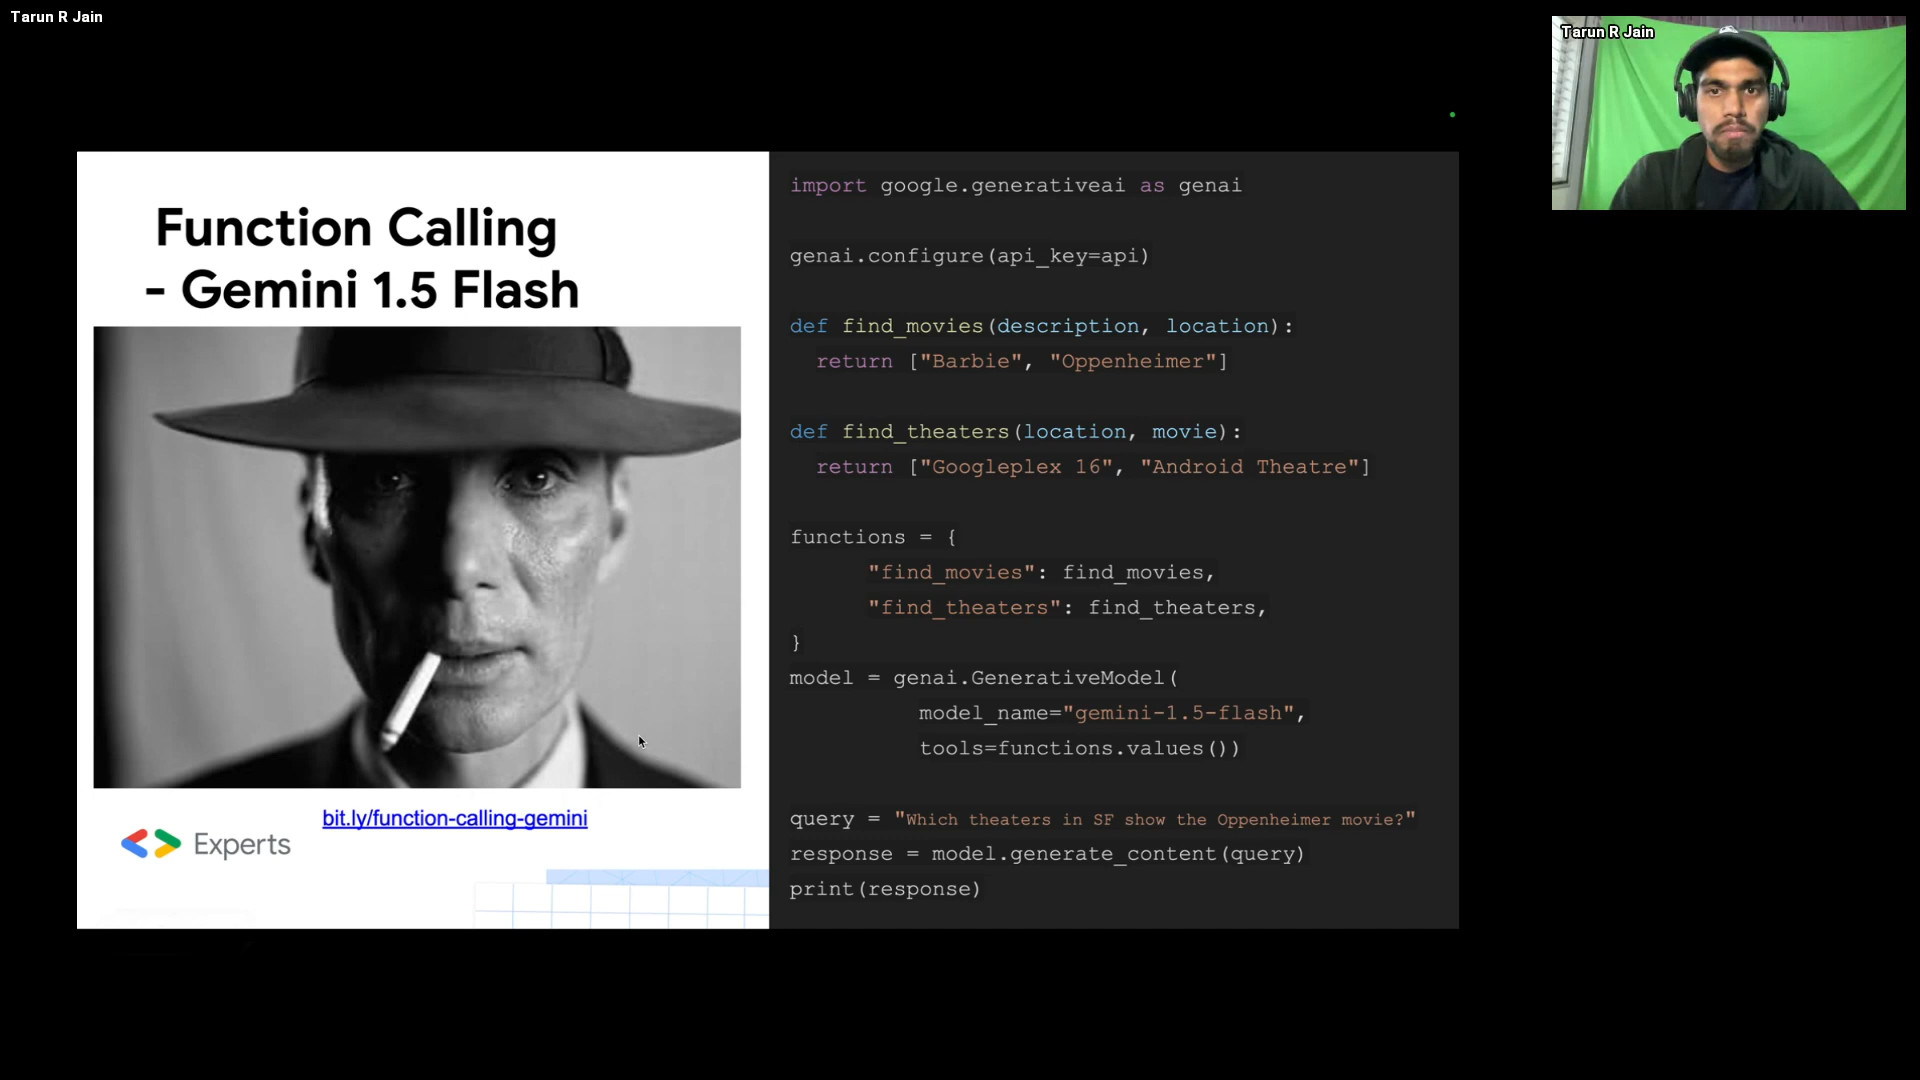 Tarun R Jain
Tarun R Jain
Function Calling
- Gemini 1.5 Flash
bit.ly/function-calling-gemini
Experts
import google.generativeai as genai
genai.configure(api_key=api)
def find_movies(description, location):
return ["Barbie", "Oppenheimer"]
def find_theaters(location, movie):
return ["Googleplex 16", "Android Theatre"]
functions = {
"find_movies": find_movies,
"find_theaters": find_theaters,
}
model = genai.GenerativeModel(
model_name="gemini-1.5-flash",
tools=functions.values())
query = "Which theaters in SF show the Oppenheimer movie?"
response = model.generate_content(query)
print(response)